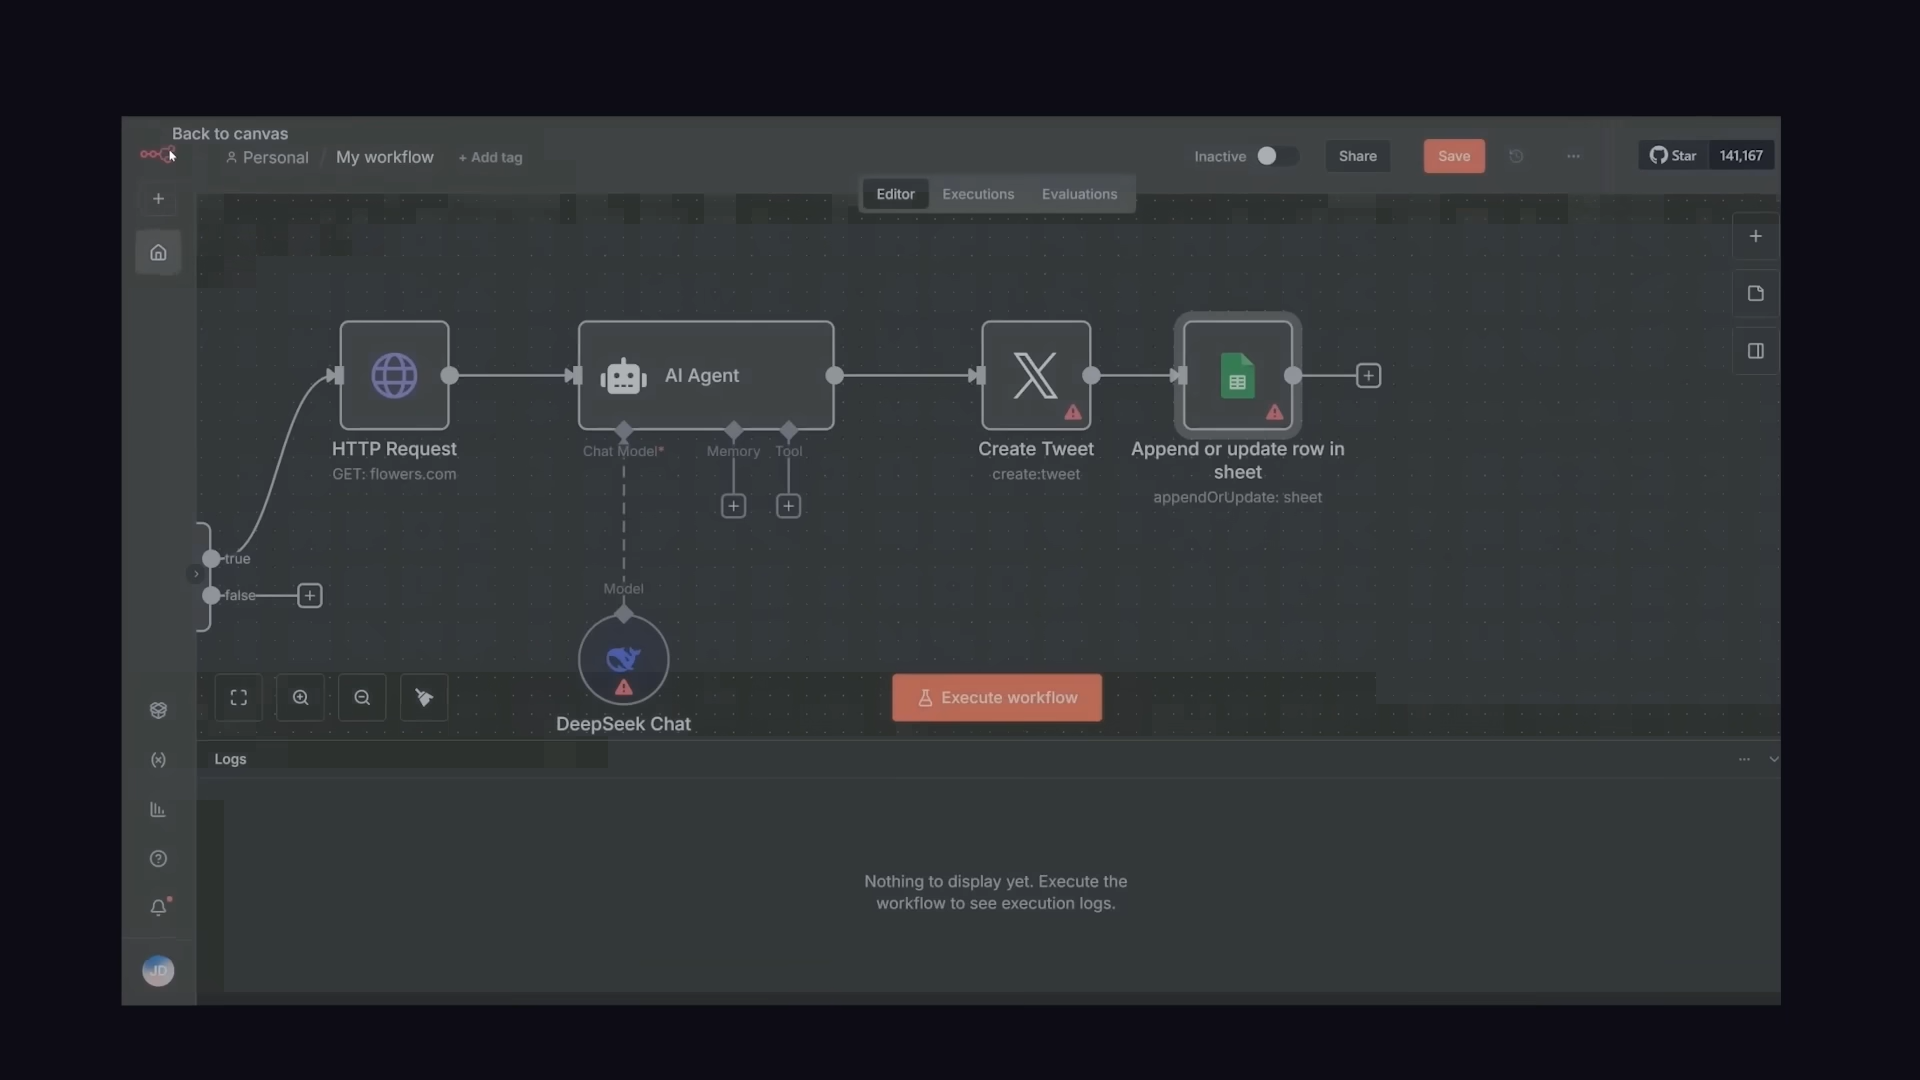 Back to canvas
Personal / My workflow + Add tag
Inactive
Share
Save
Star 141,167
Editor Executions Evaluations
AI Agent
HTTP Request
GET: flowers.com
Chat Model*
Memory
Tool
Create Tweet
create:tweet
Append or update row in
sheet
appendOrUpdate: sheet
true
false
Model
DeepSeek Chat
Execute workflow
Logs
Nothing to display yet. Execute the
workflow to see execution logs.
JD